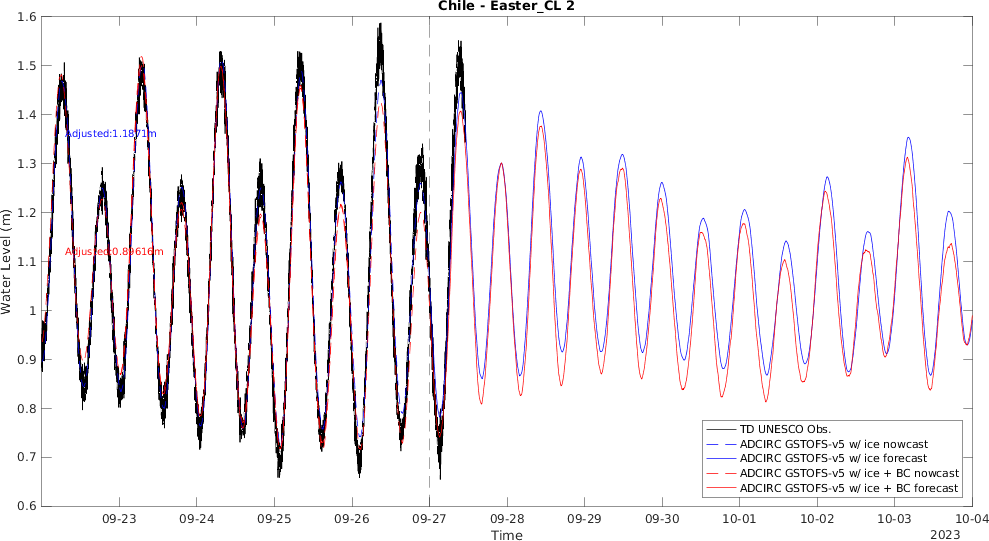 Chile - Easter_CL 2
1.6
1.5
1.4
1.3
1.2
1.1
1
0.9
0.8
0.7
0.6
Water Level (m)
Adjusted:1.1871m
Adjusted:0.89616m
TD UNESCO Obs.
ADCIRC GSTOFS-v5 w/ ice nowcast
ADCIRC GSTOFS-v5 w/ ice forecast
ADCIRC GSTOFS-v5 w/ ice + BC nowcast
ADCIRC GSTOFS-v5 w/ ice + BC forecast
09-23 09-24 09-25 09-26 09-27 09-28 09-29 09-30 10-01 10-02 10-03 10-04
Time
2023